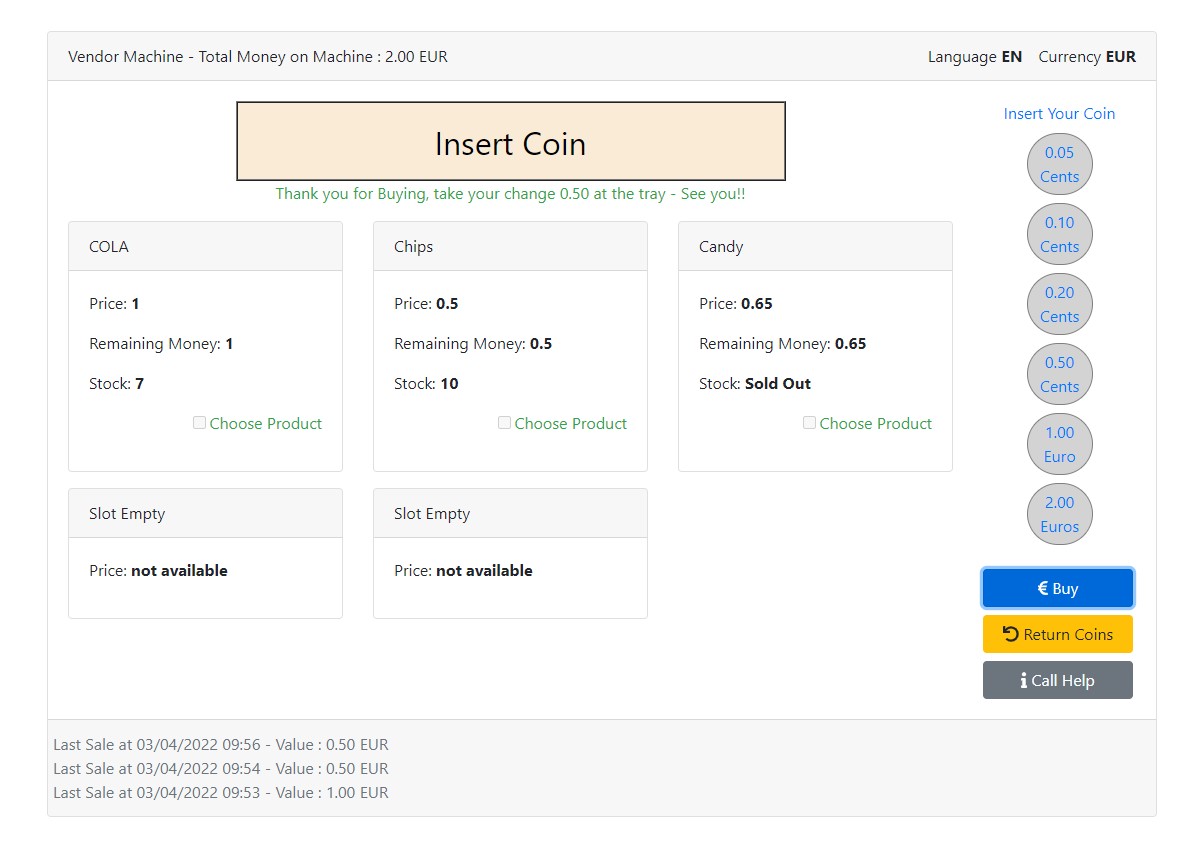 Vendor Machine - Total Money on Machine : 2.00 EUR
Language EN Currency EUR
Insert Coin
Thank you for Buying, take your change 0.50 at the tray - See you!!
COLA
Price: 1
Remaining Money: 1
Stock: 7
Choose Product
Chips
Price: 0.5
Remaining Money: 0.5
Stock: 10
Choose Product
Candy
Price: 0.65
Remaining Money: 0.65
Stock: Sold Out
Choose Product
Slot Empty
Price: not available
Slot Empty
Price: not available
Insert Your Coin
0.05
Cents
0.10
Cents
0.20
Cents
0.50
Cents
1.00
Euro
2.00
Euros
€ Buy
Return Coins
Call Help
Last Sale at 03/04/2022 09:56 - Value : 0.50 EUR
Last Sale at 03/04/2022 09:54 - Value : 0.50 EUR
Last Sale at 03/04/2022 09:53 - Value : 1.00 EUR